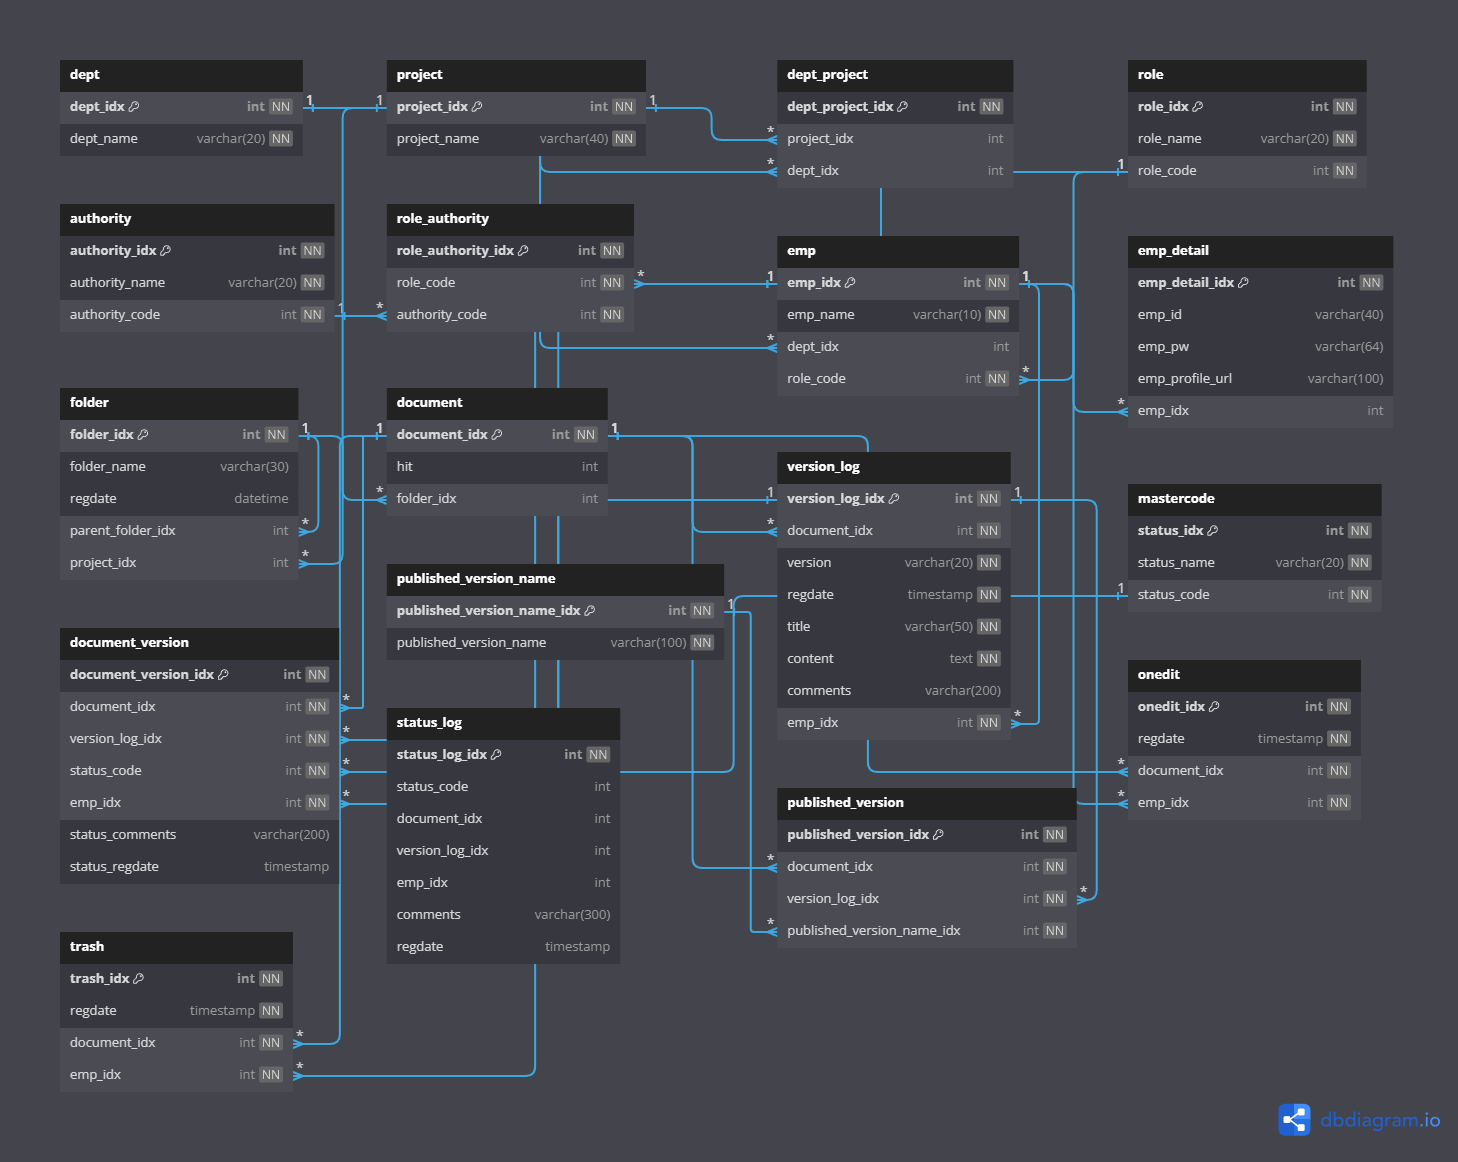 dept
dept_idx int NN
dept_name varchar(20) NN
project
project_idx int NN
project_name varchar(40) NN
dept_project
dept_project_idx int NN
project_idx int
dept_idx int
role
role_idx int NN
role_name varchar(20) NN
role_code int NN
authority
authority_idx int NN
authority_name varchar(20) NN
authority_code int NN
role_authority
role_authority_idx int NN
role_code int NN
authority_code int NN
emp
emp_idx int NN
emp_name varchar(10) NN
dept_idx int
role_code int NN
emp_detail
emp_detail_idx int NN
emp_id varchar(40)
emp_pw varchar(64)
emp_profile_url varchar(100)
emp_idx int
folder
folder_idx int NN
folder_name varchar(30)
regdate datetime
parent_folder_idx int
project_idx int
document
document_idx int NN
hit int
folder_idx int
version_log
version_log_idx int NN
document_idx int NN
version varchar(20) NN
regdate timestamp NN
title varchar(50) NN
content text NN
comments varchar(200)
emp_idx int NN
mastercode
status_idx int NN
status_name varchar(20) NN
status_code int NN
published_version_name
published_version_name_idx int NN
published_version_name varchar(100) NN
document_version
document_version_idx int NN
document_idx int NN
version_log_idx int NN
status_code int NN
emp_idx int NN
status_comments varchar(200)
status_regdate timestamp
status_log
status_log_idx int NN
status_code int
document_idx int
version_log_idx int
emp_idx int
comments varchar(300)
regdate timestamp
onedit
onedit_idx int NN
regdate timestamp NN
document_idx int NN
emp_idx int NN
published_version
published_version_idx int NN
document_idx int NN
version_log_idx int NN
published_version_name_idx int NN
trash
trash_idx int NN
regdate timestamp NN
document_idx int NN
emp_idx int NN
dbdiagram.io